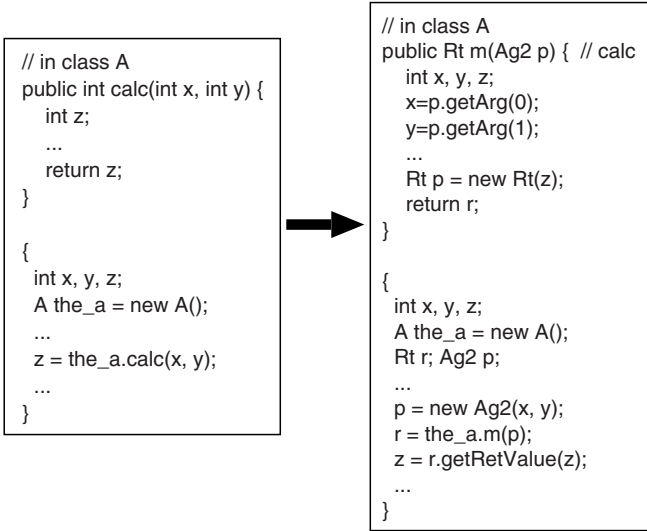 // in class A
public int calc(int x, int y) {
int z;
...
return z;
}
{
int x, y, z;
A the_a = new A();
...
z = the_a.calc(x, y);
...
}
// in class A
public Rt m(Ag2 p) { // calc
int x, y, z;
x=p.getArg(0);
y=p.getArg(1);
...
Rt p = new Rt(z);
return r;
}
{
int x, y, z;
A the_a = new A();
Rt r; Ag2 p;
...
p = new Ag2(x, y);
r = the_a.m(p);
z = r.getRetValue(z);
...
}